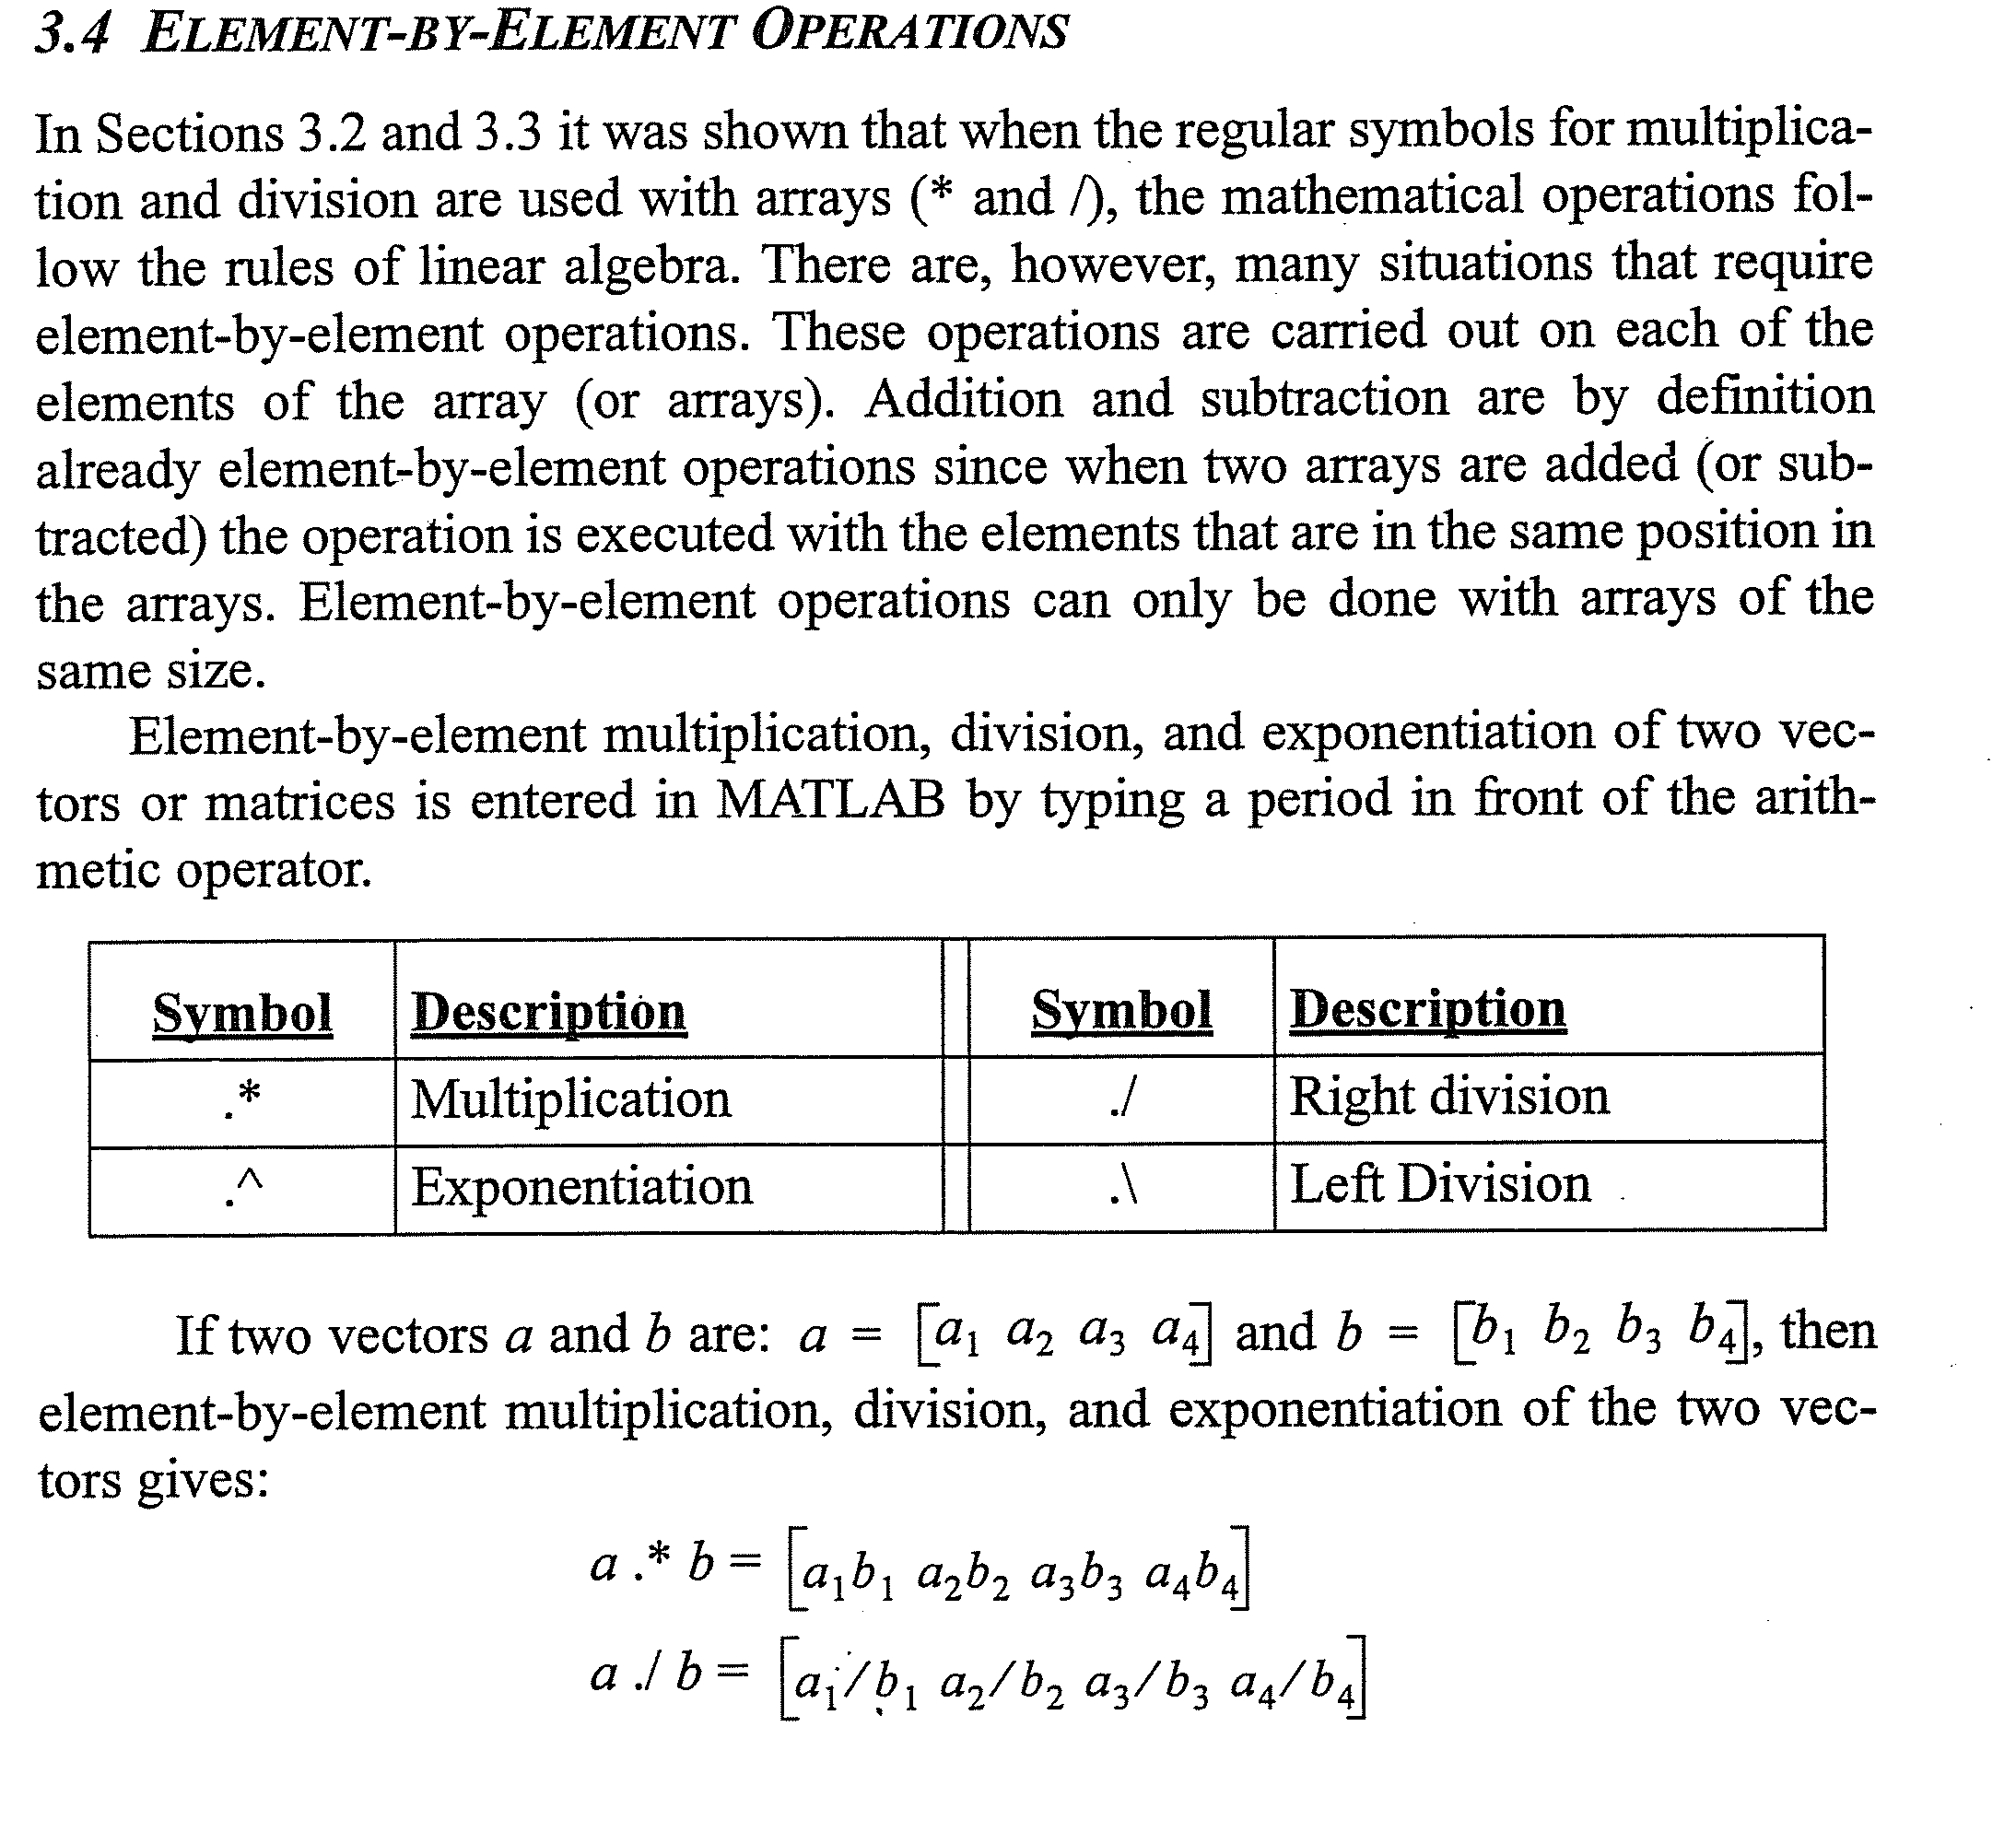 3.4 ELEMENT-BY-ELEMENT OPERATIONS
In Sections 3.2 and 3.3 it was shown that when the regular symbols for multiplica-
tion and division are used with arrays (* and /), the mathematical operations fol-
low the rules of linear algebra. There are, however, many situations that require
element-by-element operations. These operations are carried out on each of the
elements of the array (or arrays). Addition and subtraction are by definition
already element-by-element operations since when two arrays are added (or sub-
tracted) the operation is executed with the elements that are in the same position in
the arrays. Element-by-element operations can only be done with arrays of the
same size.
Element-by-element multiplication, division, and exponentiation of two vec-
tors or matrices is entered in MATLAB by typing a period in front of the arith-
metic operator.
Symbol Description Symbol Description
.* Multiplication ./ Right division
.^ Exponentiation .\ Left Division
If two vectors a and b are: a = [a₁ a₂ a₃ a₄] and b = [b₁ b₂ b₃ b₄], then
element-by-element multiplication, division, and exponentiation of the two vec-
tors gives:
a .* b = [a₁b₁ a₂b₂ a₃b₃ a₄b₄]
a ./ b = [a₁/b₁ a₂/b₂ a₃/b₃ a₄/b₄]